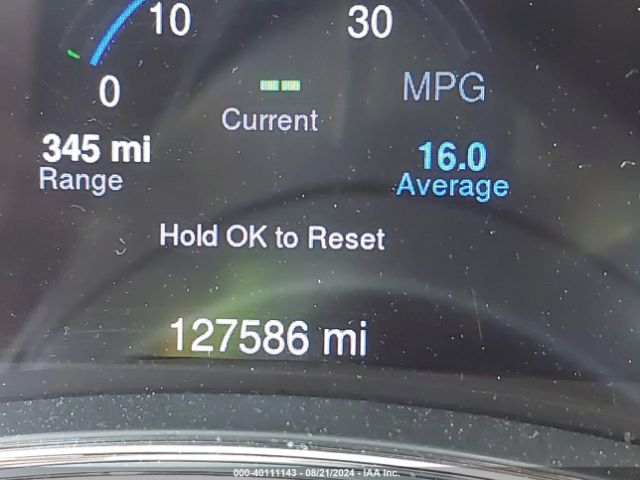 10 30
0 -- MPG
Current
345 mi 16.0
Range Average
Hold OK to Reset
127586 mi
000-40111143 - 08/21/2024 - IAA Inc.